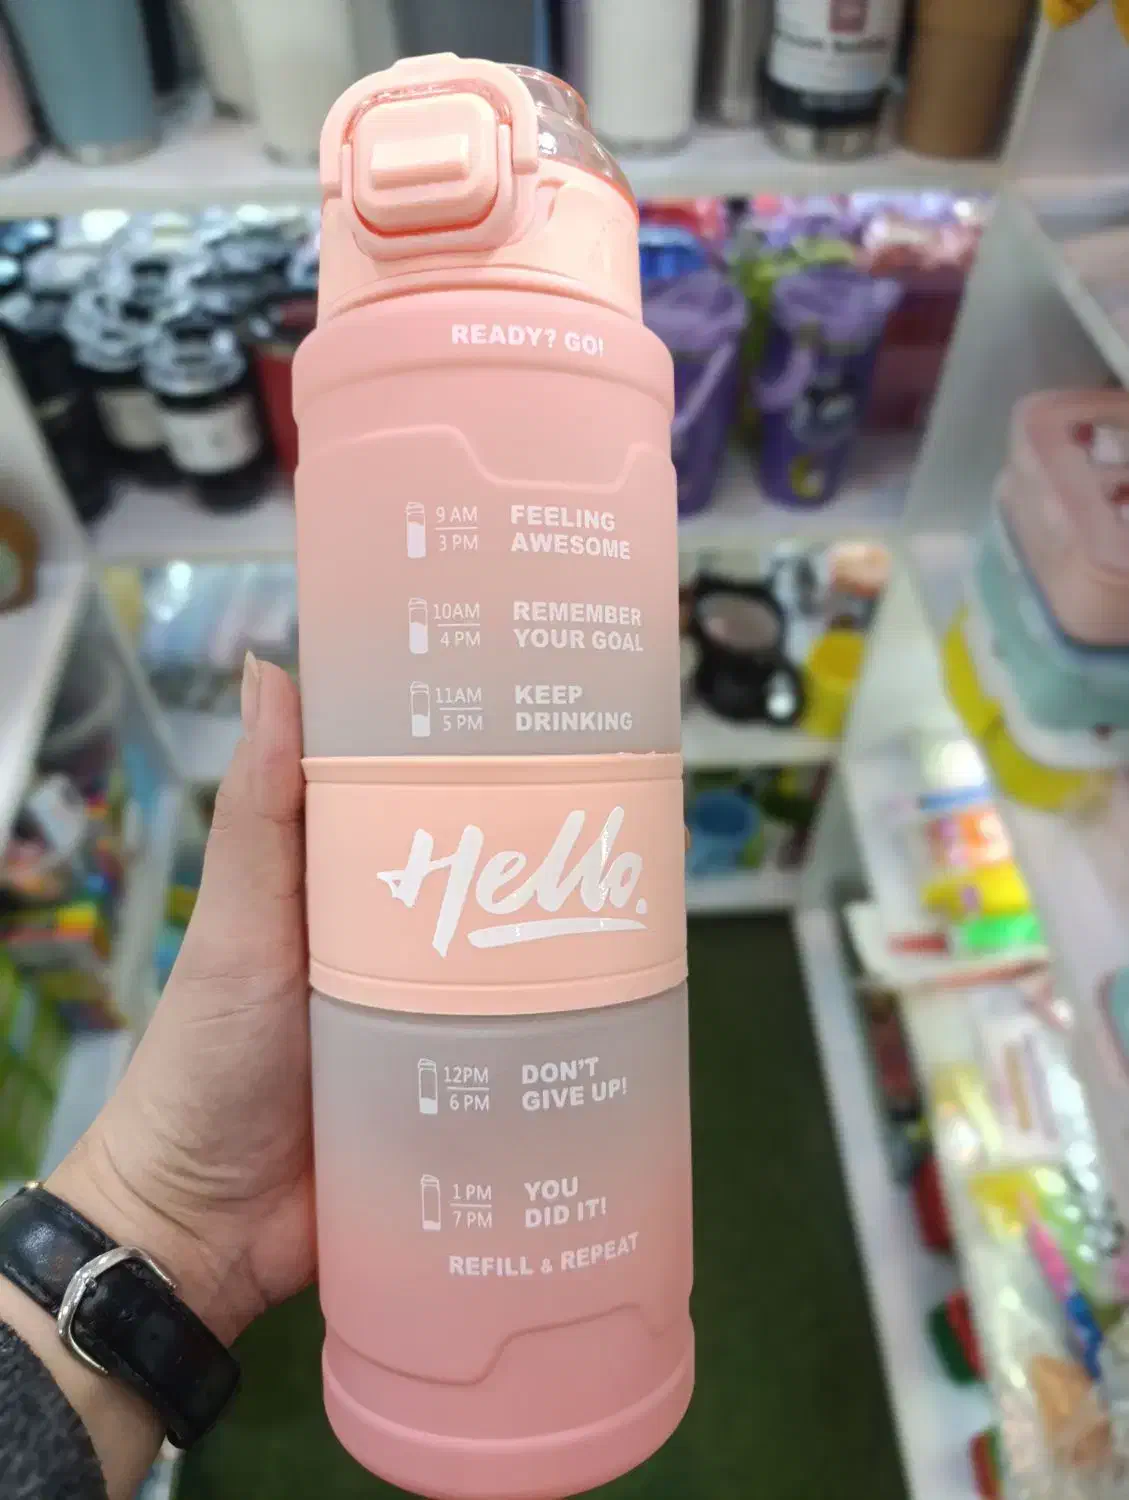 READY? GO!
9 AM
3 PM
FEELING
AWESOME
10AM
4 PM
REMEMBER
YOUR GOAL
11AM
5 PM
KEEP
DRINKING
Hello.
12PM
6 PM
DON'T
GIVE UP!
1 PM
7 PM
YOU
DID IT!
REFILL & REPEAT